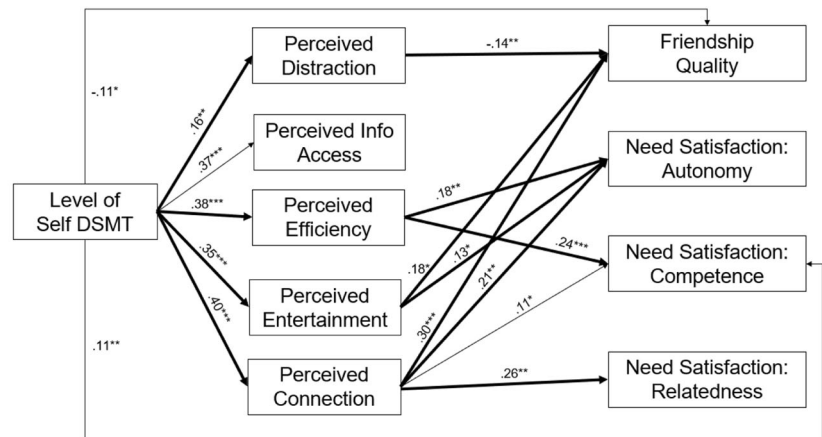 Perceived
Distraction
-.14**
Friendship
Quality
-.11*
.16**
.37***
Perceived Info
Access
Need Satisfaction:
Autonomy
Level of
Self DSMT
.38***
Perceived
Efficiency
.18**
.24***
.35***
.40***
Perceived
Entertainment
.18*
.13*
.21**
Need Satisfaction:
Competence
.30***
.11*
.11**
Perceived
Connection
.26**
Need Satisfaction:
Relatedness